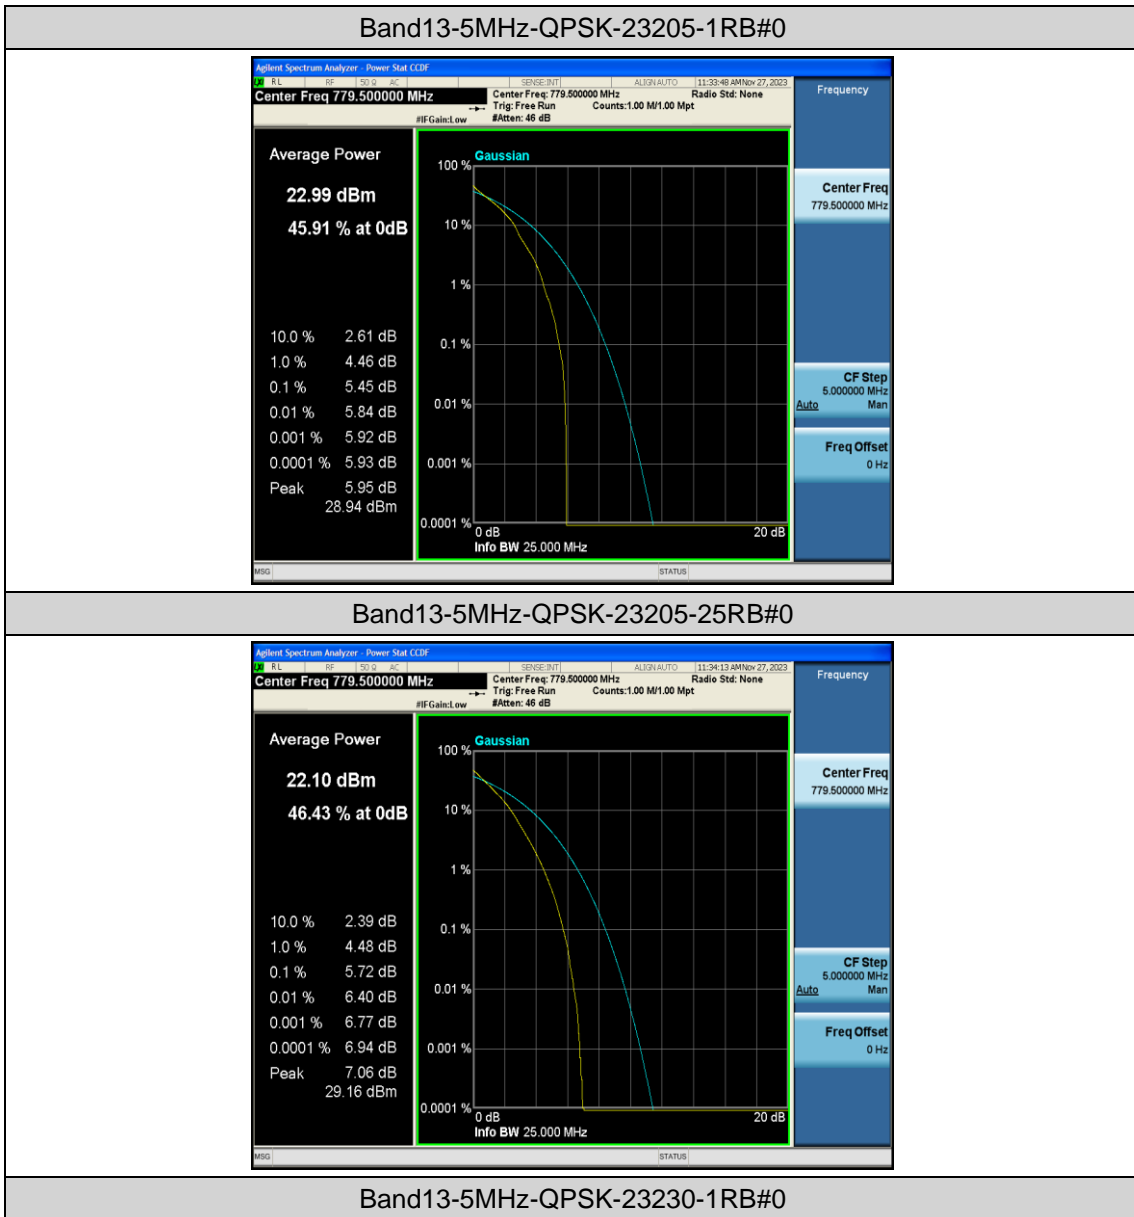 Band13-5MHz-QPSK-23205-1RB#0
Agilent Spectrum Analyzer - Power Stat CCDF
RL RF 50 Ω AC SENSE:INT ALIGN AUTO 11:33:48 AM Nov 27, 2023
Center Freq 779.500000 MHz
Center Freq: 779.500000 MHz Radio Std: None
Trig: Free Run Counts:1.00 M/1.00 Mpt
#IFGain:Low #Atten: 46 dB
Frequency
Average Power
22.99 dBm
45.91 % at 0dB
10.0 % 2.61 dB
1.0 % 4.46 dB
0.1 % 5.45 dB
0.01 % 5.84 dB
0.001 % 5.92 dB
0.0001 % 5.93 dB
Peak 5.95 dB
28.94 dBm
Gaussian
100 %
10 %
1 %
0.1 %
0.01 %
0.001 %
0.0001 %
0 dB 20 dB
Info BW 25.000 MHz
Center Freq
779.500000 MHz
CF Step
5.000000 MHz
Auto Man
Freq Offset
0 Hz
MSG STATUS
Band13-5MHz-QPSK-23205-25RB#0
Agilent Spectrum Analyzer - Power Stat CCDF
RL RF 50 Ω AC SENSE:INT ALIGN AUTO 11:34:13 AM Nov 27, 2023
Center Freq 779.500000 MHz
Center Freq: 779.500000 MHz Radio Std: None
Trig: Free Run Counts:1.00 M/1.00 Mpt
#IFGain:Low #Atten: 46 dB
Frequency
Average Power
22.10 dBm
46.43 % at 0dB
10.0 % 2.39 dB
1.0 % 4.48 dB
0.1 % 5.72 dB
0.01 % 6.40 dB
0.001 % 6.77 dB
0.0001 % 6.94 dB
Peak 7.06 dB
29.16 dBm
Gaussian
100 %
10 %
1 %
0.1 %
0.01 %
0.001 %
0.0001 %
0 dB 20 dB
Info BW 25.000 MHz
Center Freq
779.500000 MHz
CF Step
5.000000 MHz
Auto Man
Freq Offset
0 Hz
MSG STATUS
Band13-5MHz-QPSK-23230-1RB#0